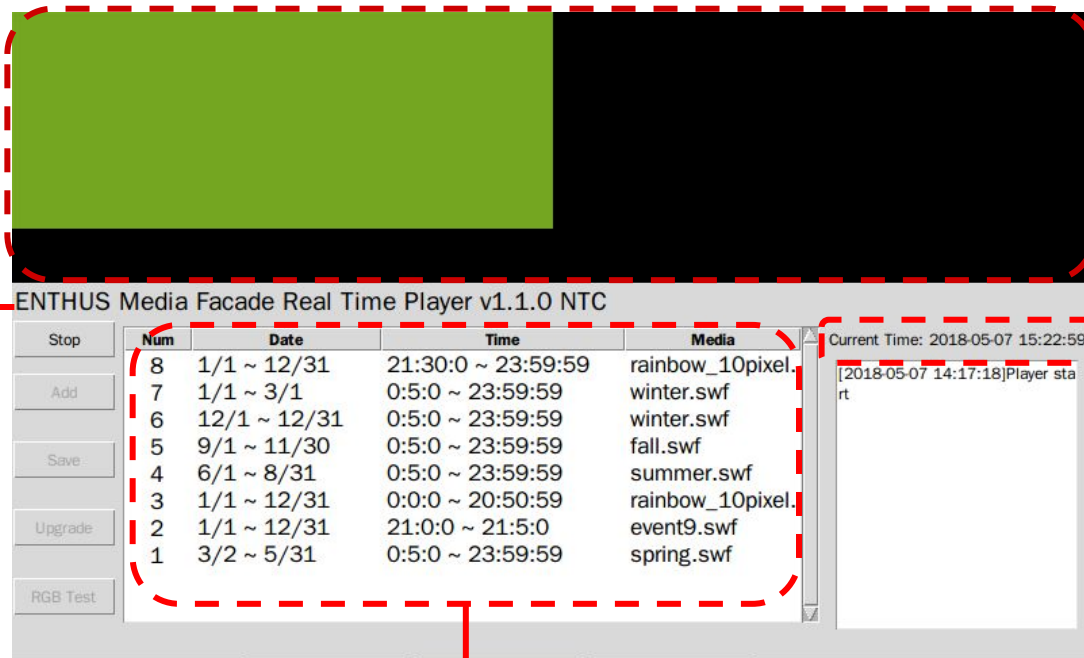 ENTHUS Media Facade Real Time Player v1.1.0 NTC
Stop
Add
Save
Upgrade
RGB Test
Num Date Time Media
8 1/1 ~ 12/31 21:30:0 ~ 23:59:59 rainbow_10pixel.
7 1/1 ~ 3/1 0:5:0 ~ 23:59:59 winter.swf
6 12/1 ~ 12/31 0:5:0 ~ 23:59:59 winter.swf
5 9/1 ~ 11/30 0:5:0 ~ 23:59:59 fall.swf
4 6/1 ~ 8/31 0:5:0 ~ 23:59:59 summer.swf
3 1/1 ~ 12/31 0:0:0 ~ 20:50:59 rainbow_10pixel.
2 1/1 ~ 12/31 21:0:0 ~ 21:5:0 event9.swf
1 3/2 ~ 5/31 0:5:0 ~ 23:59:59 spring.swf
Current Time: 2018-05-07 15:22:59
[2018-05-07 14:17:18]Player sta
rt